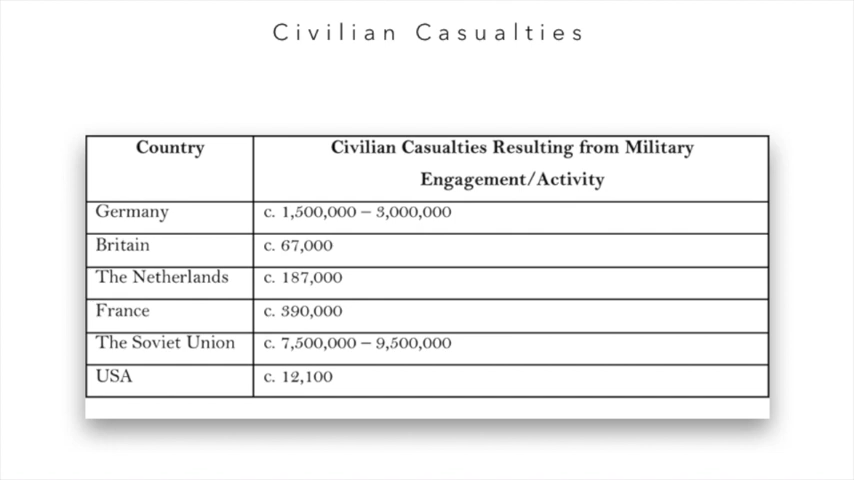 Civilian Casualties
Country
Civilian Casualties Resulting from Military
Engagement/Activity
Germany
c. 1,500,000 – 3,000,000
Britain
c. 67,000
The Netherlands
c. 187,000
France
c. 390,000
The Soviet Union
c. 7,500,000 – 9,500,000
USA
c. 12,100